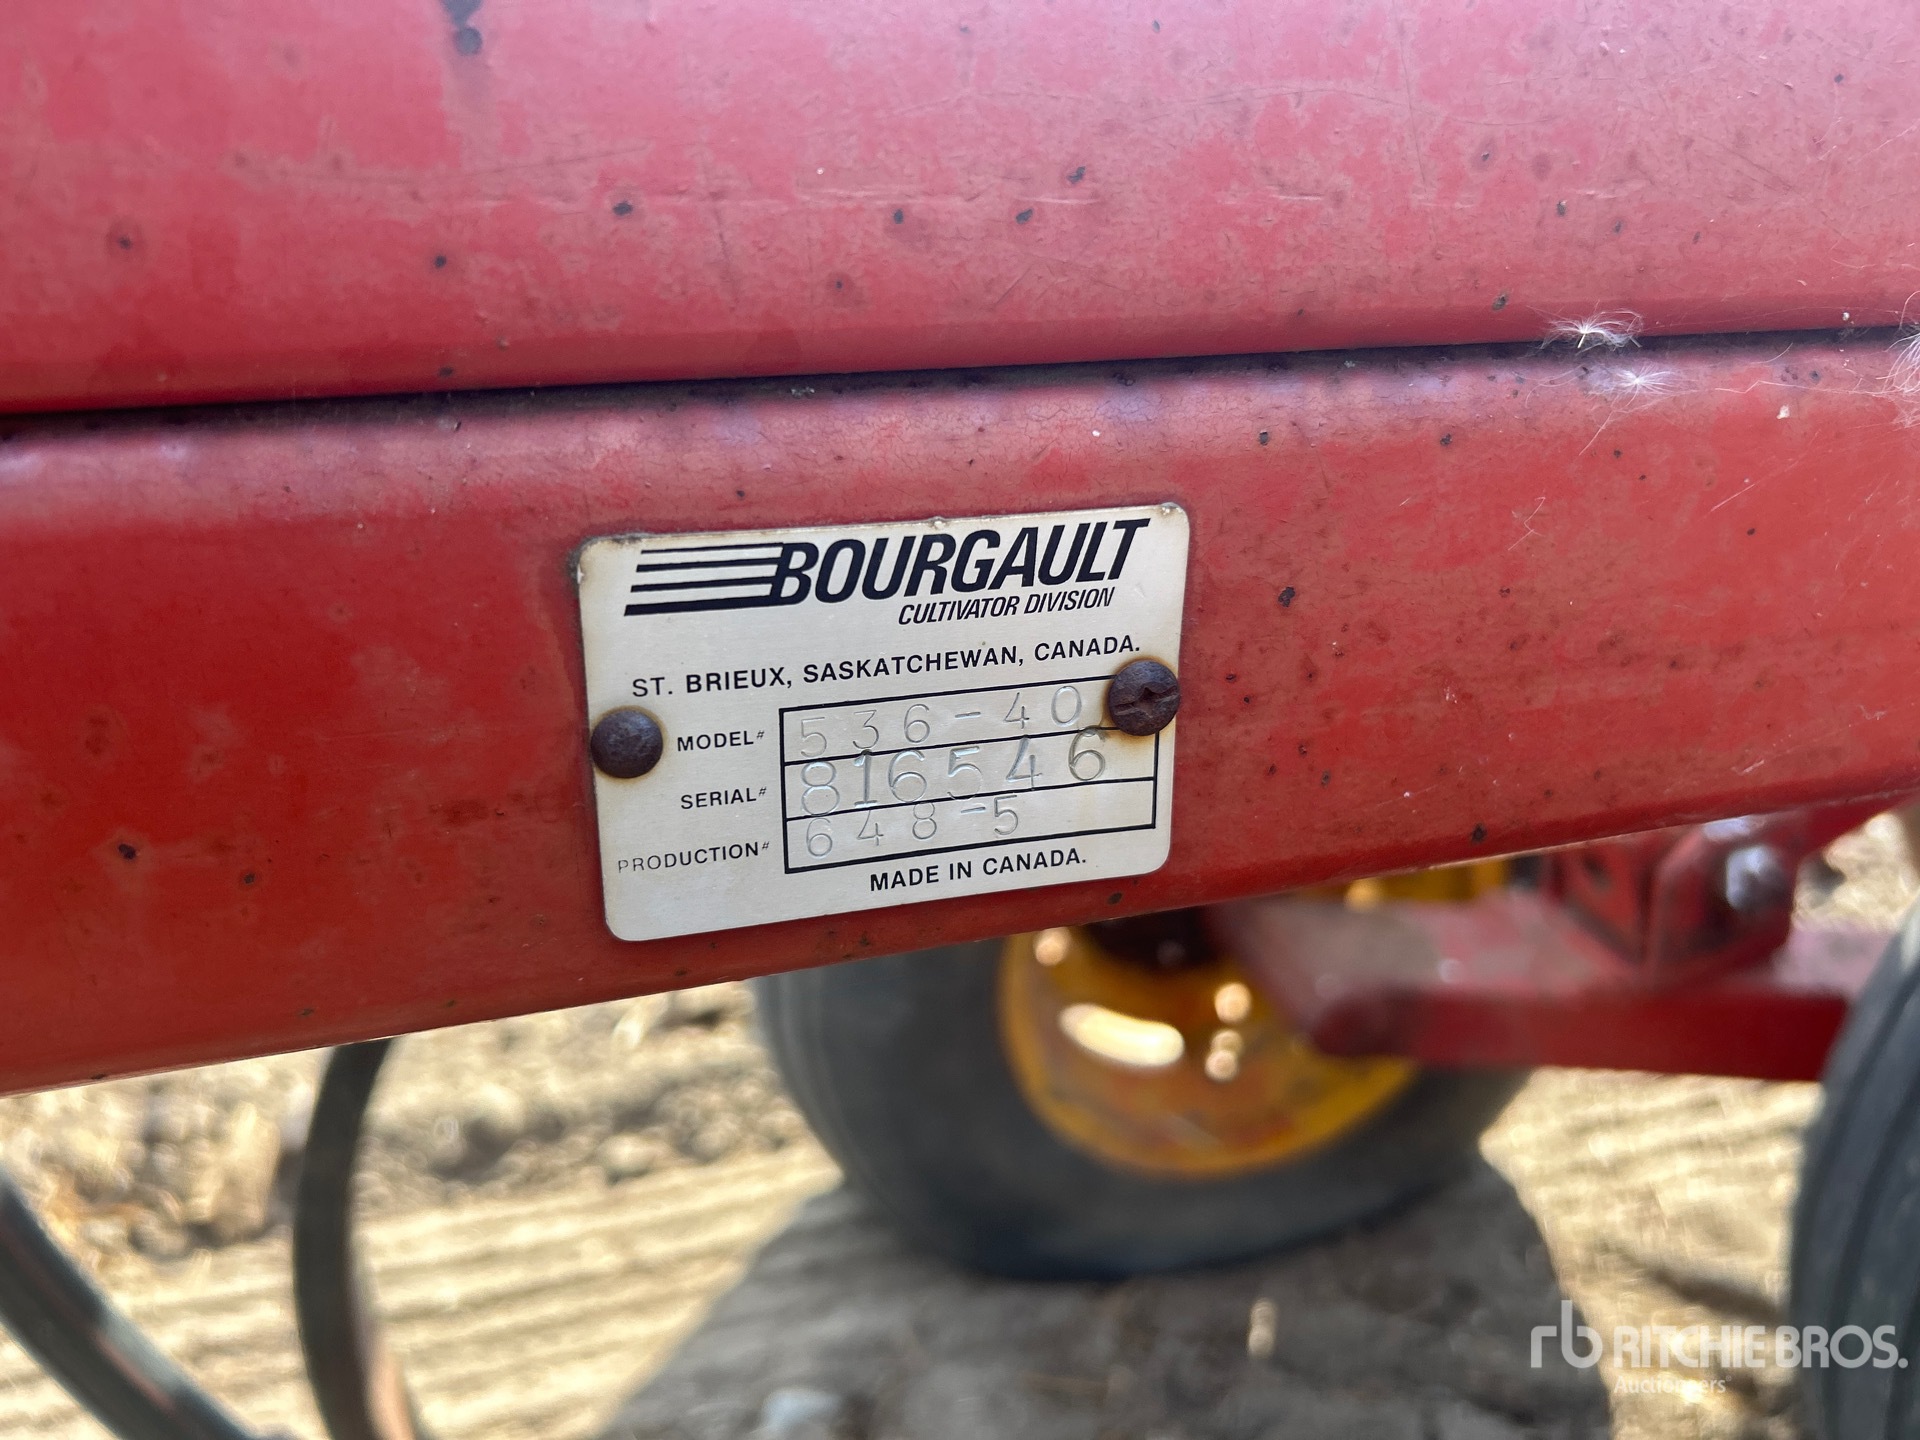 BOURGAULT
CULTIVATOR DIVISION
ST. BRIEUX, SASKATCHEWAN, CANADA.
MODEL# 536-40
SERIAL# 816546
PRODUCTION# 648-5
MADE IN CANADA.
rb RITCHIE BROS.
Auctioneers